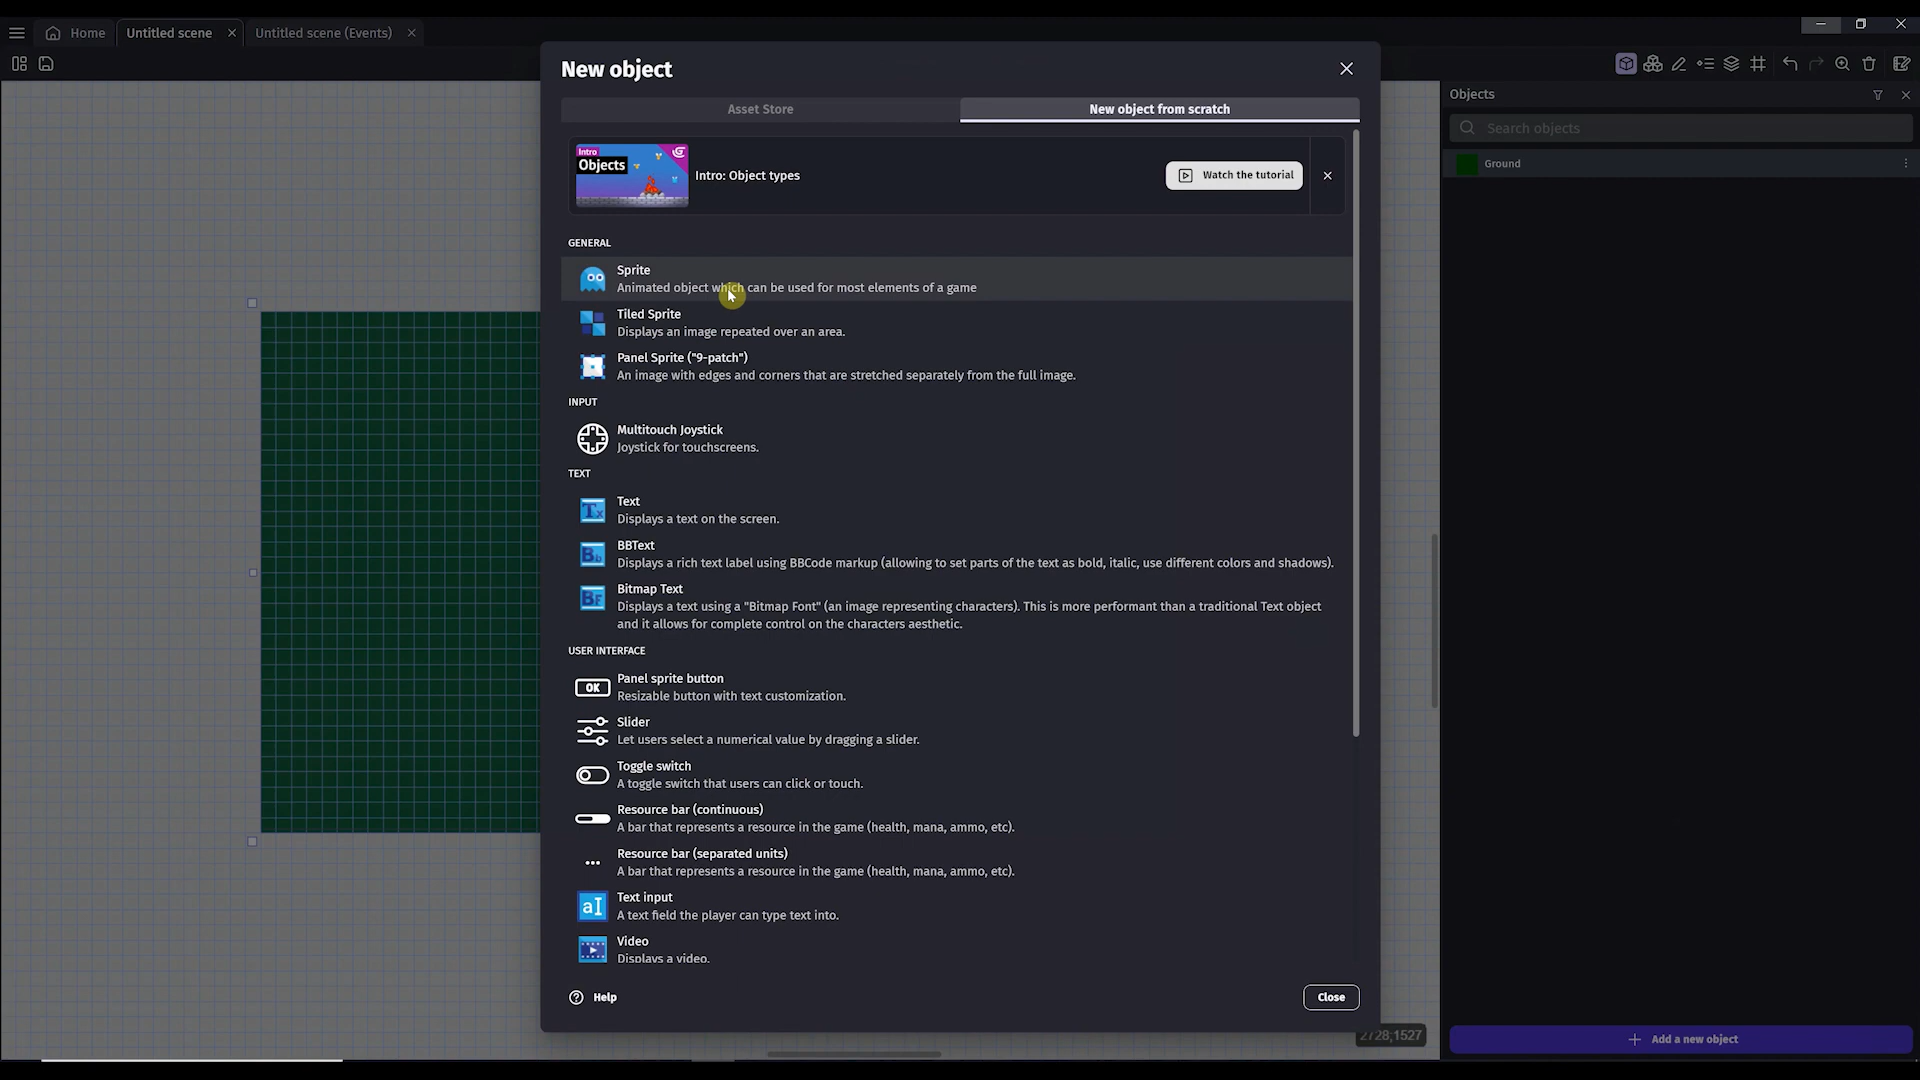 Home
Untitled scene
Untitled scene (Events)
New object
Asset Store
New object from scratch
Intro
Objects
Intro: Object types
Watch the tutorial
GENERAL
Sprite
Animated object which can be used for most elements of a game
Tiled Sprite
Displays an image repeated over an area.
Panel Sprite ("9-patch")
An image with edges and corners that are stretched separately from the full image.
INPUT
Multitouch Joystick
Joystick for touchscreens.
TEXT
Tx
Text
Displays a text on the screen.
Bb
BBText
Displays a rich text label using BBCode markup (allowing to set parts of the text as bold, italic, use different colors and shadows).
BF
Bitmap Text
Displays a text using a "Bitmap Font" (an image representing characters). This is more performant than a traditional Text object
and it allows for complete control on the characters aesthetic.
USER INTERFACE
OK
Panel sprite button
Resizable button with text customization.
Slider
Let users select a numerical value by dragging a slider.
Toggle switch
A toggle switch that users can click or touch.
Resource bar (continuous)
A bar that represents a resource in the game (health, mana, ammo, etc).
Resource bar (separated units)
A bar that represents a resource in the game (health, mana, ammo, etc).
aI
Text input
A text field the player can type text into.
Video
Displays a video.
Help
Close
2728;1527
Objects
Search objects
Ground
Add a new object